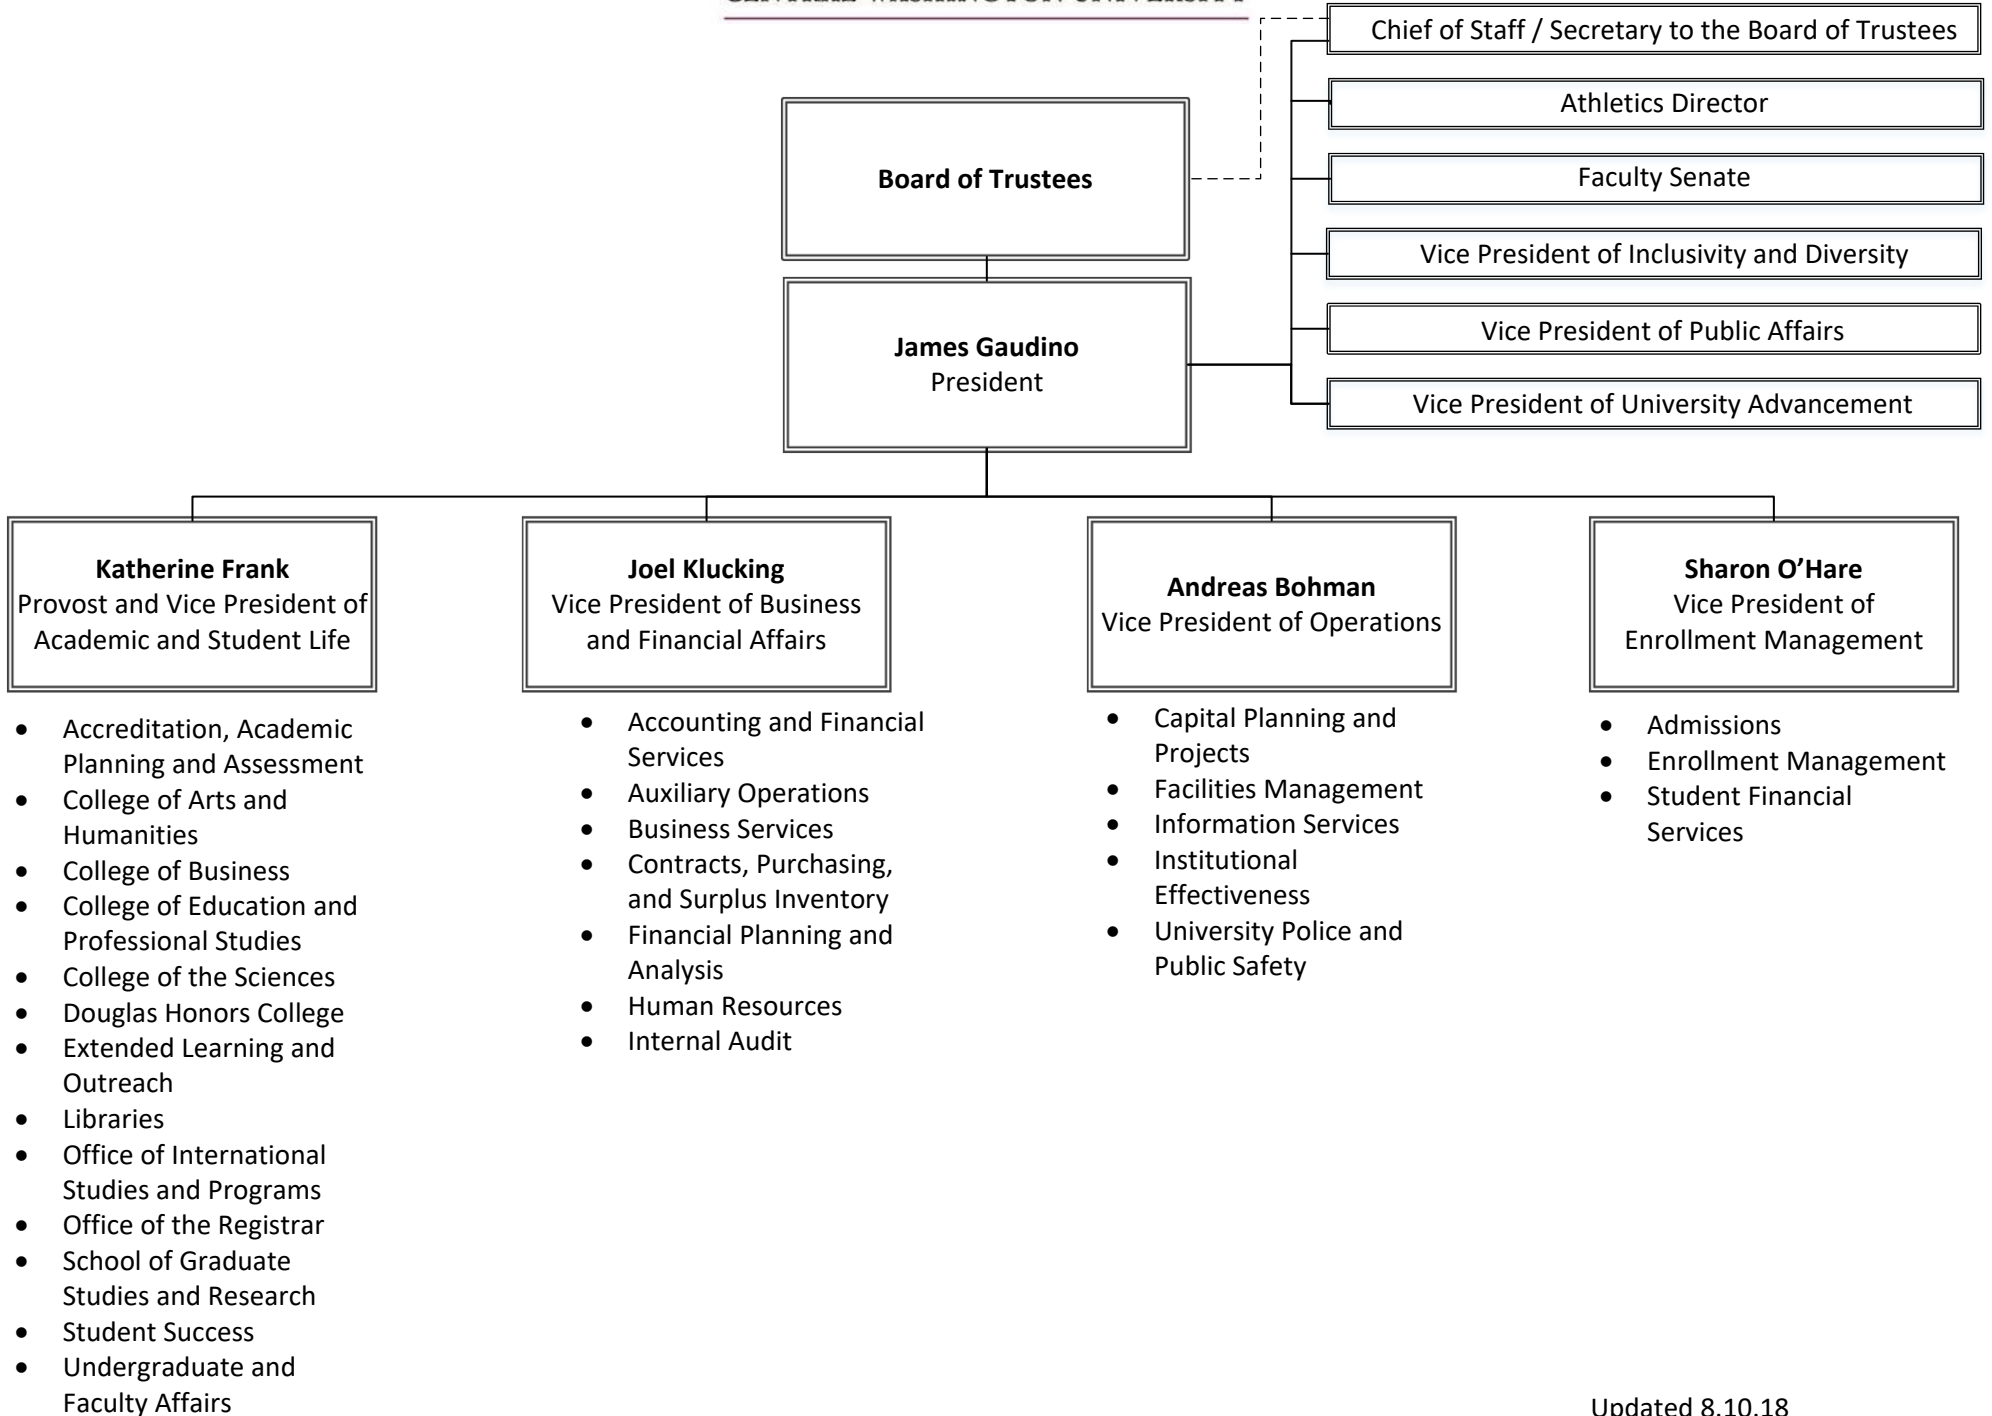 CENTRAL WASHINGTON UNIVERSITY
Chief of Staff / Secretary to the Board of Trustees
Athletics Director
Faculty Senate
Vice President of Inclusivity and Diversity
Vice President of Public Affairs
Vice President of University Advancement
Board of Trustees
James Gaudino
President
Katherine Frank
Provost and Vice President of
Academic and Student Life
• Accreditation, Academic
Planning and Assessment
• College of Arts and
Humanities
• College of Business
• College of Education and
Professional Studies
• College of the Sciences
• Douglas Honors College
• Extended Learning and
Outreach
• Libraries
• Office of International
Studies and Programs
• Office of the Registrar
• School of Graduate
Studies and Research
• Student Success
• Undergraduate and
Faculty Affairs
Joel Klucking
Vice President of Business
and Financial Affairs
• Accounting and Financial
Services
• Auxiliary Operations
• Business Services
• Contracts, Purchasing,
and Surplus Inventory
• Financial Planning and
Analysis
• Human Resources
• Internal Audit
Andreas Bohman
Vice President of Operations
• Capital Planning and
Projects
• Facilities Management
• Information Services
• Institutional
Effectiveness
• University Police and
Public Safety
Sharon O’Hare
Vice President of
Enrollment Management
• Admissions
• Enrollment Management
• Student Financial
Services
Updated 8.10.18